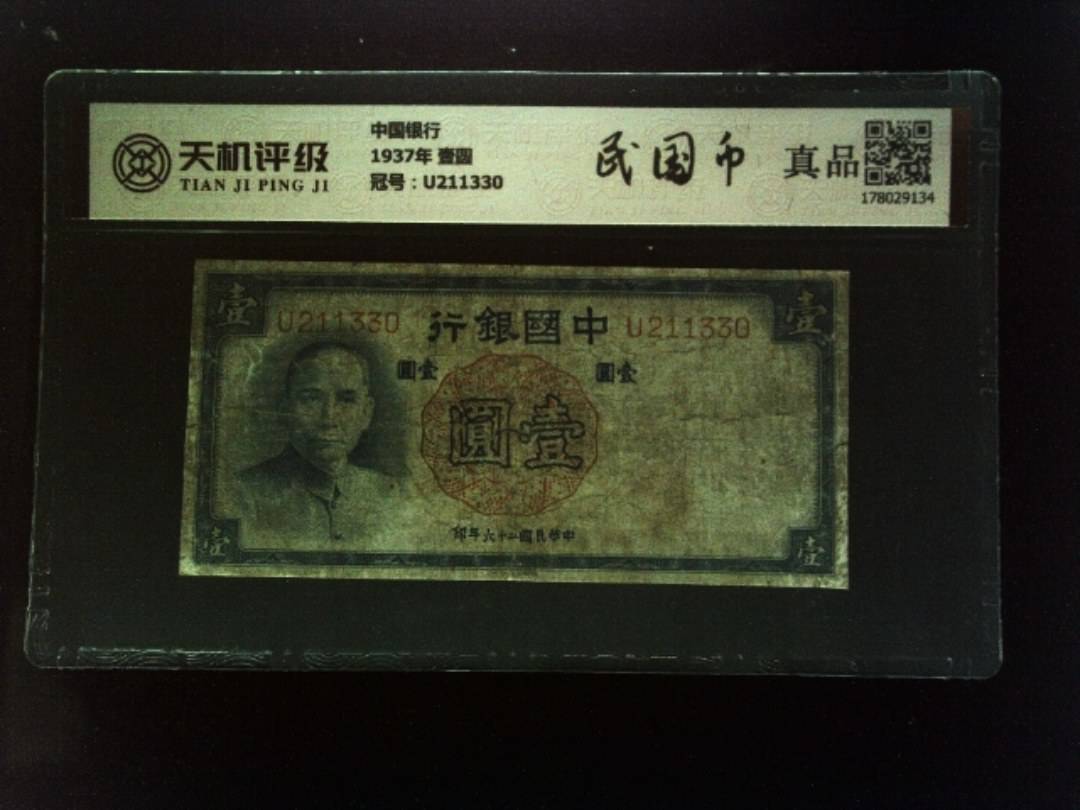 天机评级
TIAN JI PING JI
中国银行
1937年 壹圆
冠号：U211330
民国币
真品
178029134
壹
壹
U211330
行銀國中
U211330
圓壹
圓壹
圓壹
印年六十二國民華中
壹
壹